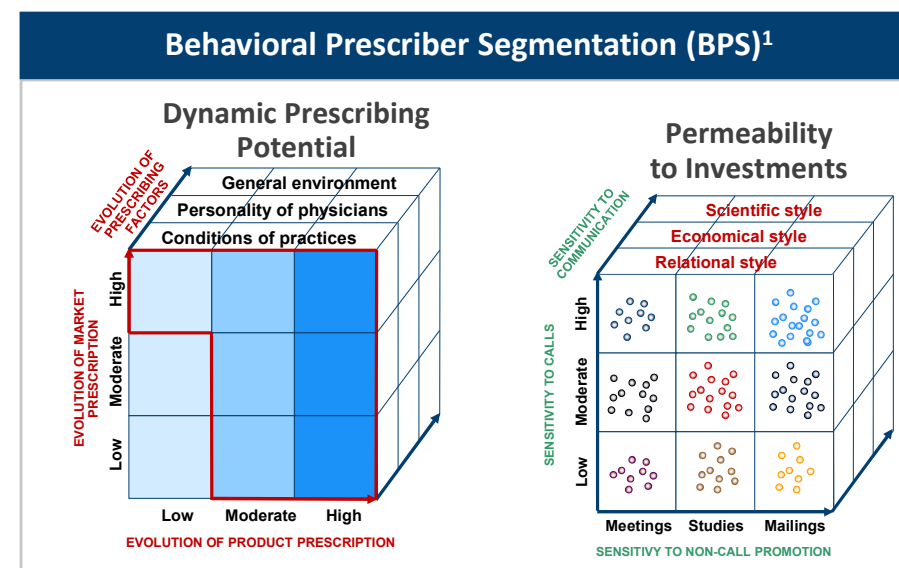 Behavioral Prescriber Segmentation (BPS)1
Dynamic Prescribing
Potential
EVOLUTION OF
PRESCRIBING
FACTORS
General environment
Personality of physicians
Conditions of practices
EVOLUTION OF MARKET
PRESCRIPTION
High
Moderate
Low
Low Moderate High
EVOLUTION OF PRODUCT PRESCRIPTION
Permeability
to Investments
SENSITIVITY TO
COMMUNICATION
Scientific style
Economical style
Relational style
SENSITIVITY TO CALLS
High
Moderate
Low
Meetings Studies Mailings
SENSITIVY TO NON-CALL PROMOTION